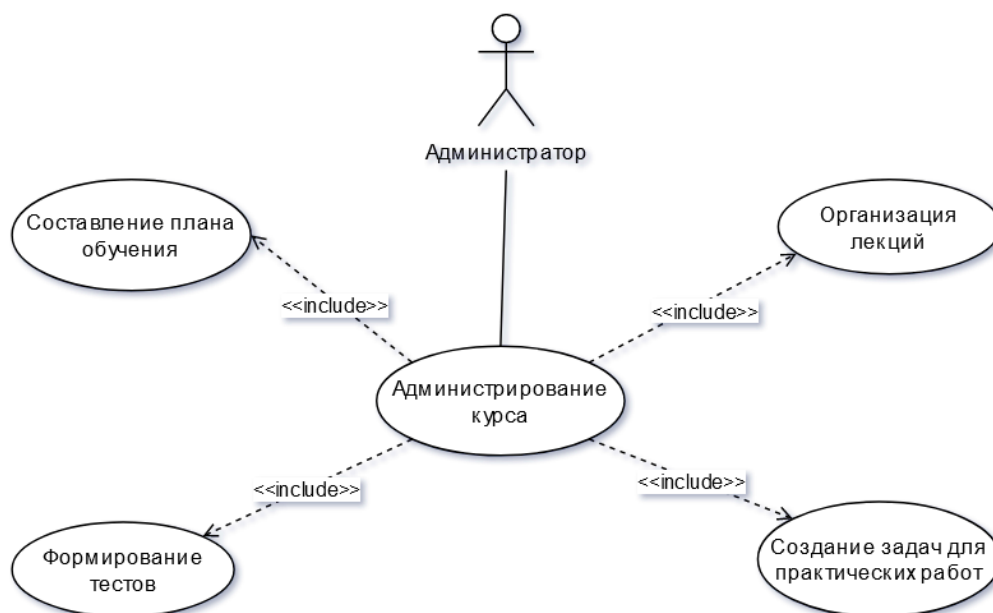 Администратор
Составление плана
обучения
Организация
лекций
<<include>>
<<include>>
Администрирование
курса
<<include>>
<<include>>
Формирование
тестов
Создание задач для
практических работ